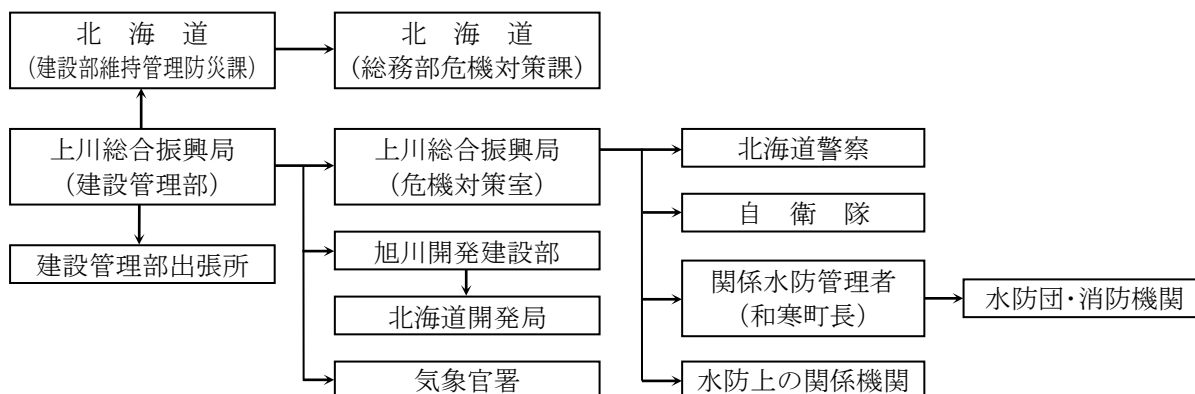 北　海　道
(建設部維持管理防災課)
北　海　道
(総務部危機対策課)
上川総合振興局
(建設管理部)
上川総合振興局
(危機対策室)
北海道警察
自　衛　隊
建設管理部出張所
旭川開発建設部
関係水防管理者
(和寒町長)
水防団・消防機関
北海道開発局
気象官署
水防上の関係機関